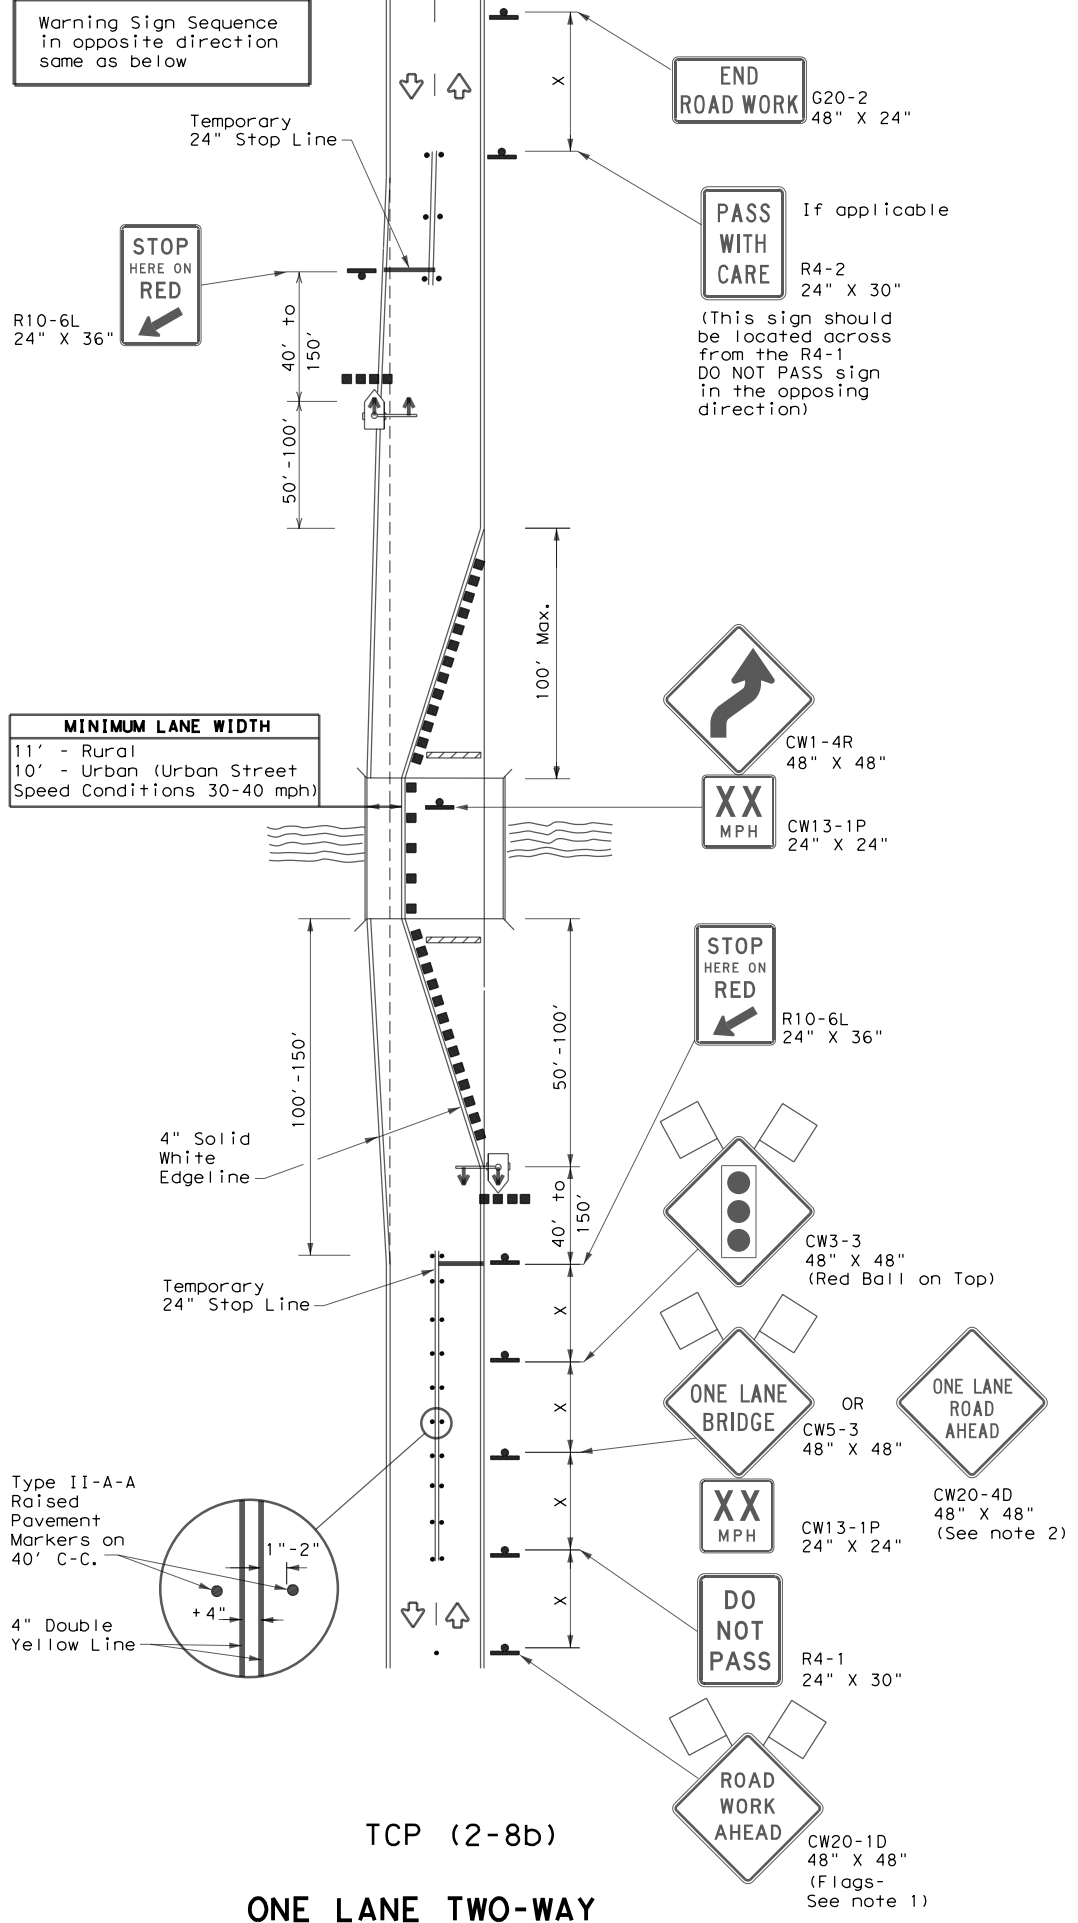 Warning Sign Sequence
in opposite direction
same as below
END
ROAD WORK
G20-2
48" X 24"
X
Temporary
24" Stop Line
PASS
WITH
CARE
If applicable
R4-2
24" X 30"
(This sign should
be located across
from the R4-1
DO NOT PASS sign
in the opposing
direction)
STOP
HERE ON
RED
R10-6L
24" X 36"
40' to
150'
50'-100'
100' Max.
CW1-4R
48" X 48"
MINIMUM LANE WIDTH
11' - Rural
10' - Urban (Urban Street
Speed Conditions 30-40 mph)
XX
MPH
CW13-1P
24" X 24"
STOP
HERE ON
RED
R10-6L
24" X 36"
100'-150'
50'-100'
4" Solid
White
Edgeline
40' to
150'
CW3-3
48" X 48"
(Red Ball on Top)
Temporary
24" Stop Line
X
ONE LANE
BRIDGE
OR
CW5-3
48" X 48"
ONE LANE
ROAD
AHEAD
CW20-4D
48" X 48"
(See note 2)
X
XX
MPH
CW13-1P
24" X 24"
X
Type II-A-A
Raised
Pavement
Markers on
40' C-C.
1"-2"
+4"
4" Double
Yellow Line
X
DO
NOT
PASS
R4-1
24" X 30"
ROAD
WORK
AHEAD
CW20-1D
48" X 48"
(Flags-
See note 1)
TCP (2-8b)
ONE LANE TWO-WAY